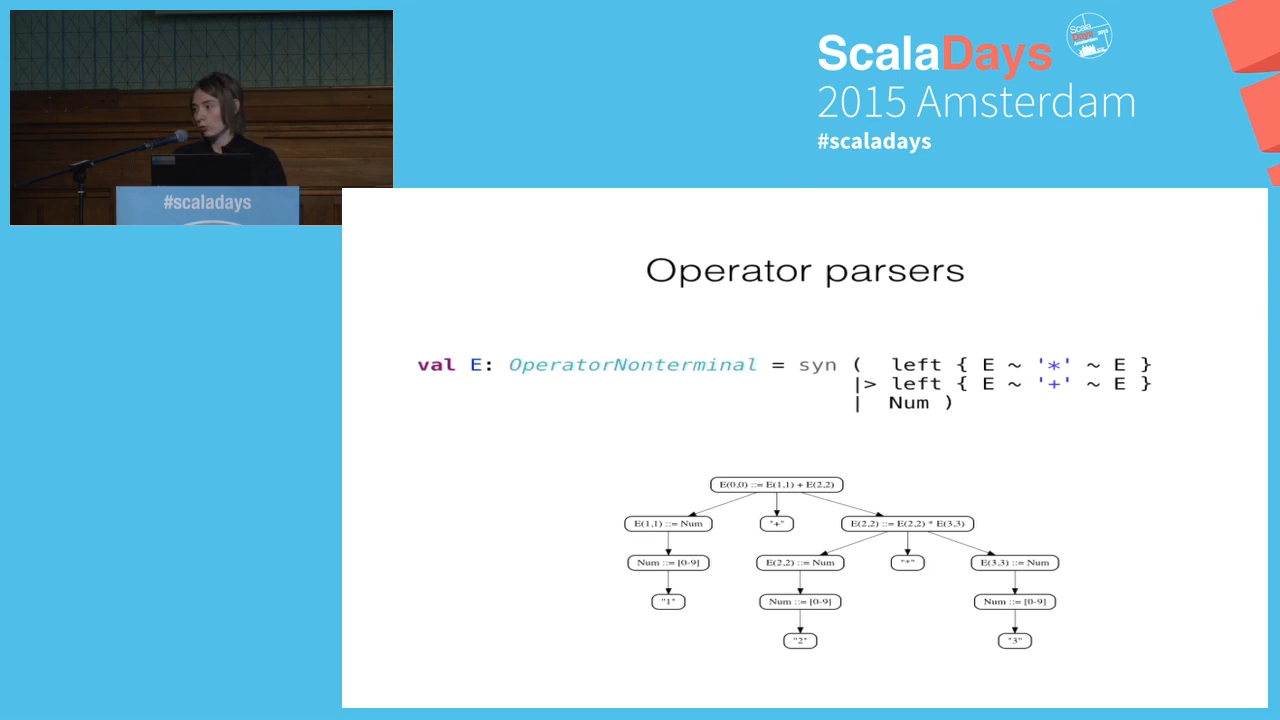 ScalaDays
2015 Amsterdam
#scaladays
#scaladays
Operator parsers
val E: OperatorNonterminal = syn ( left { E ~ '*' ~ E }
|> left { E ~ '+' ~ E }
| Num )
E(0,0) ::= E(1,1) + E(2,2)
E(1,1) ::= Num
"+"
E(2,2) ::= E(2,2) * E(3,3)
Num ::= [0-9]
E(2,2) ::= Num
"*"
E(3,3) ::= Num
"1"
Num ::= [0-9]
Num ::= [0-9]
"2"
"3"